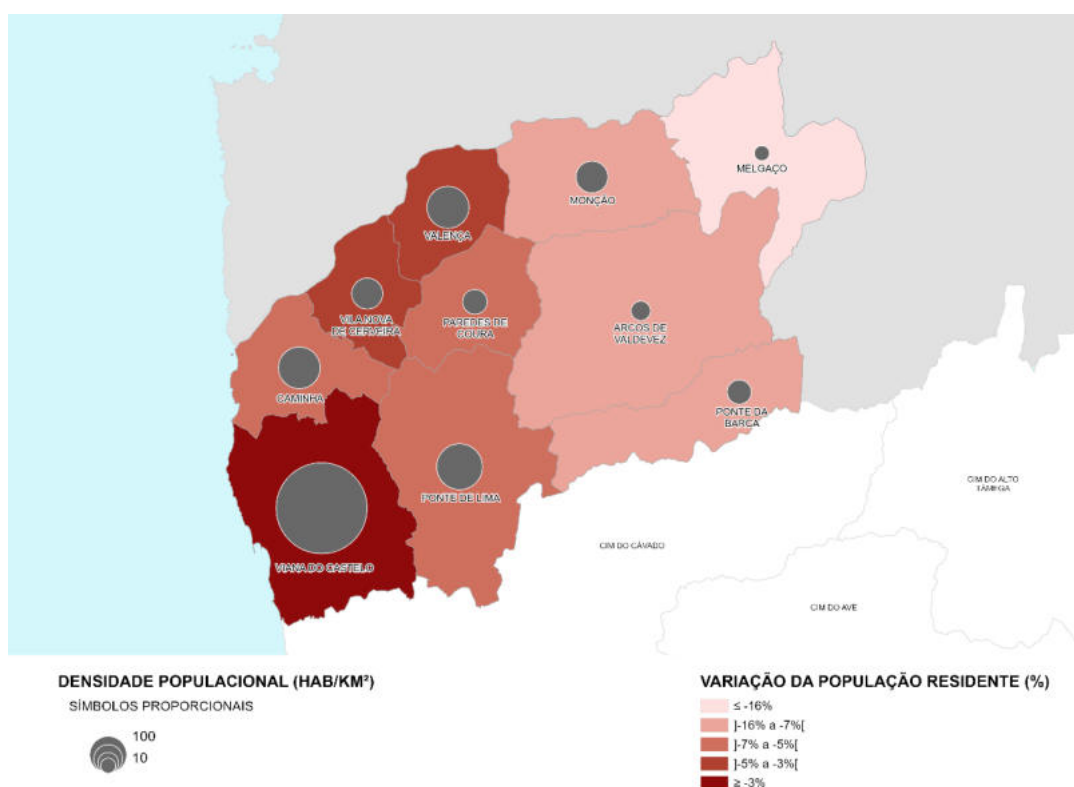 MELGAÇO
MONÇÃO
VALENÇA
VILA NOVA
DE CERVEIRA
PAREDES DE
COURA
ARCOS DE
VALDEVEZ
CAMINHA
PONTE DA
BARCA
PONTE DE LIMA
VIANA DO CASTELO
CIM DO ALTO
TÂMEGA
CIM DO CÁVADO
CIM DO AVE
DENSIDADE POPULACIONAL (HAB/KM²)
SÍMBOLOS PROPORCIONAIS
100
10
VARIAÇÃO DA POPULAÇÃO RESIDENTE (%)
≤ -16%
]-16% a -7%[
]-7% a -5%[
]-5% a -3%[
≥ -3%